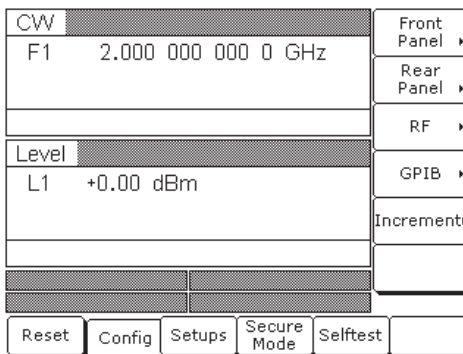 CW
F1 2.000 000 000 0 GHz
Level
L1 +0.00 dBm
Front
Panel
Rear
Panel
RF
GPIB
Increment
Reset
Config
Setups
Secure
Mode
Selftest